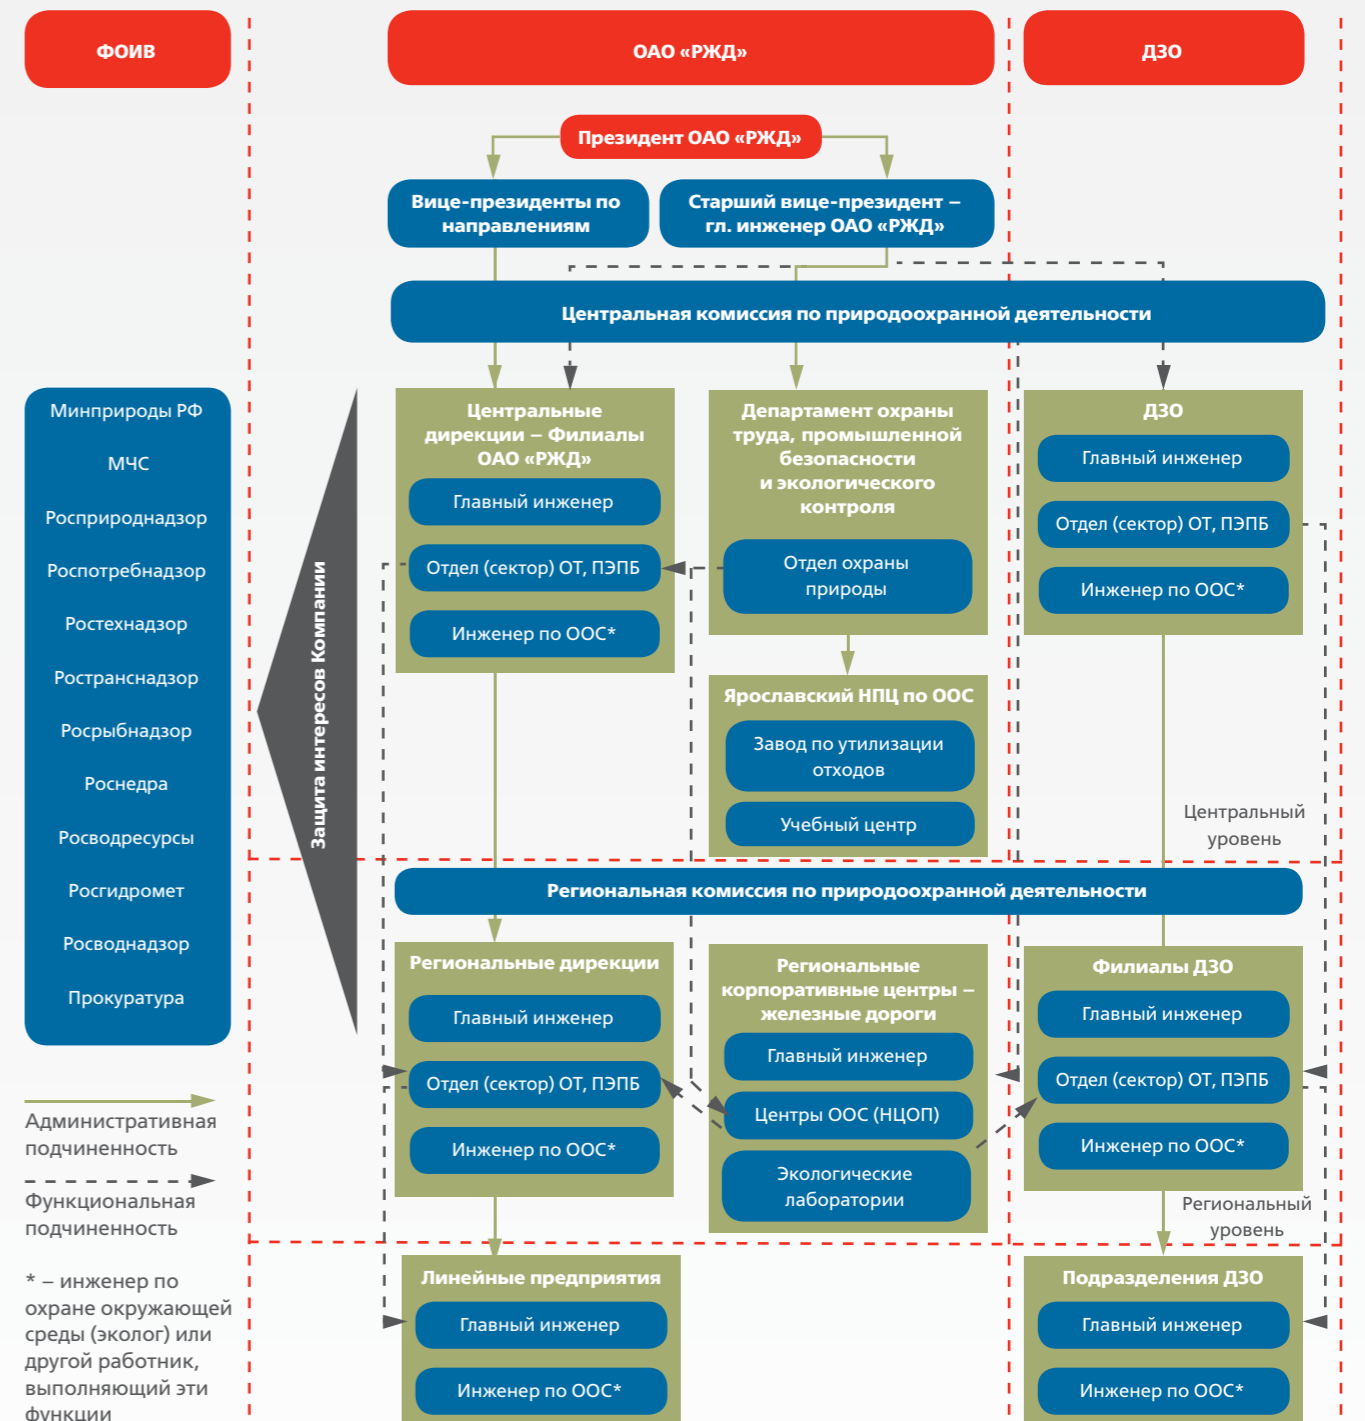 ФОИВ
ОАО «РЖД»
ДЗО
Президент ОАО «РЖД»
Вице-президенты по
направлениям
Старший вице-президент –
гл. инженер ОАО «РЖД»
Центральная комиссия по природоохранной деятельности
Минприроды РФ
МЧС
Росприроднадзор
Роспотребнадзор
Ростехнадзор
Ространснадзор
Росрыбнадзор
Роснедра
Росводресурсы
Росгидромет
Росводнадзор
Прокуратура
Защита интересов Компании
Центральные
дирекции – Филиалы
ОАО «РЖД»
Главный инженер
Отдел (сектор) ОТ, ПЭПБ
Инженер по ООС*
Департамент охраны
труда, промышленной
безопасности
и экологического
контроля
Отдел охраны
природы
Ярославский НПЦ по ООС
Завод по утилизации
отходов
Учебный центр
ДЗО
Главный инженер
Отдел (сектор) ОТ, ПЭПБ
Инженер по ООС*
Центральный
уровень
Региональная комиссия по природоохранной деятельности
Региональные дирекции
Главный инженер
Отдел (сектор) ОТ, ПЭПБ
Инженер по ООС*
Региональные
корпоративные центры –
железные дороги
Главный инженер
Центры ООС (НЦОП)
Экологические
лаборатории
Филиалы ДЗО
Главный инженер
Отдел (сектор) ОТ, ПЭПБ
Инженер по ООС*
Региональный
уровень
Линейные предприятия
Главный инженер
Инженер по ООС*
Подразделения ДЗО
Главный инженер
Инженер по ООС*
Административная
подчиненность
Функциональная
подчиненность
* – инженер по
охране окружающей
среды (эколог) или
другой работник,
выполняющий эти
функции